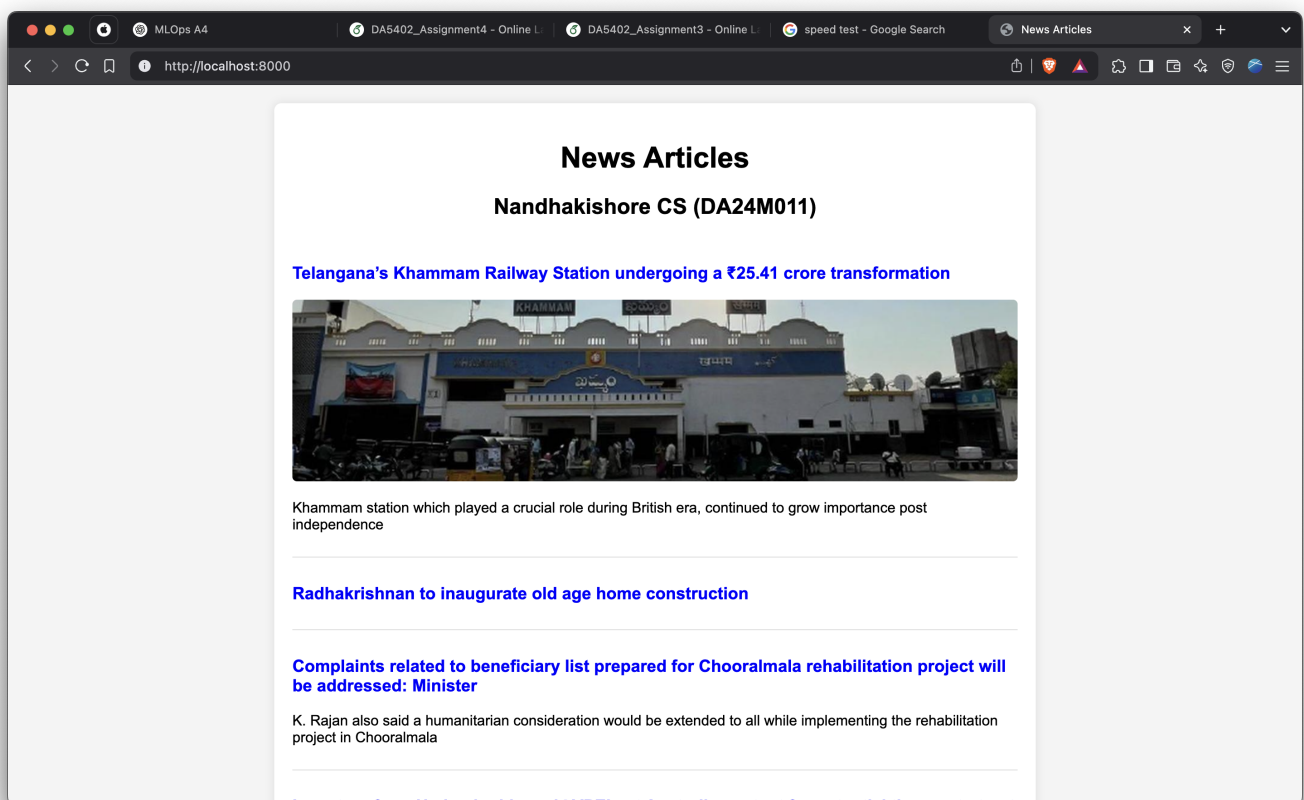 MLOps A4
DA5402_Assignment4 - Online L
DA5402_Assignment3 - Online L
speed test - Google Search
News Articles
http://localhost:8000
News Articles
Nandhakishore CS (DA24M011)
Telangana’s Khammam Railway Station undergoing a ₹25.41 crore transformation
KHAMMAM
ఖమ్మం
खम्मम
ఖమ్మం
Khammam station which played a crucial role during British era, continued to grow importance post
independence
Radhakrishnan to inaugurate old age home construction
Complaints related to beneficiary list prepared for Chooralmala rehabilitation project will
be addressed: Minister
K. Rajan also said a humanitarian consideration would be extended to all while implementing the rehabilitation
project in Chooralmala